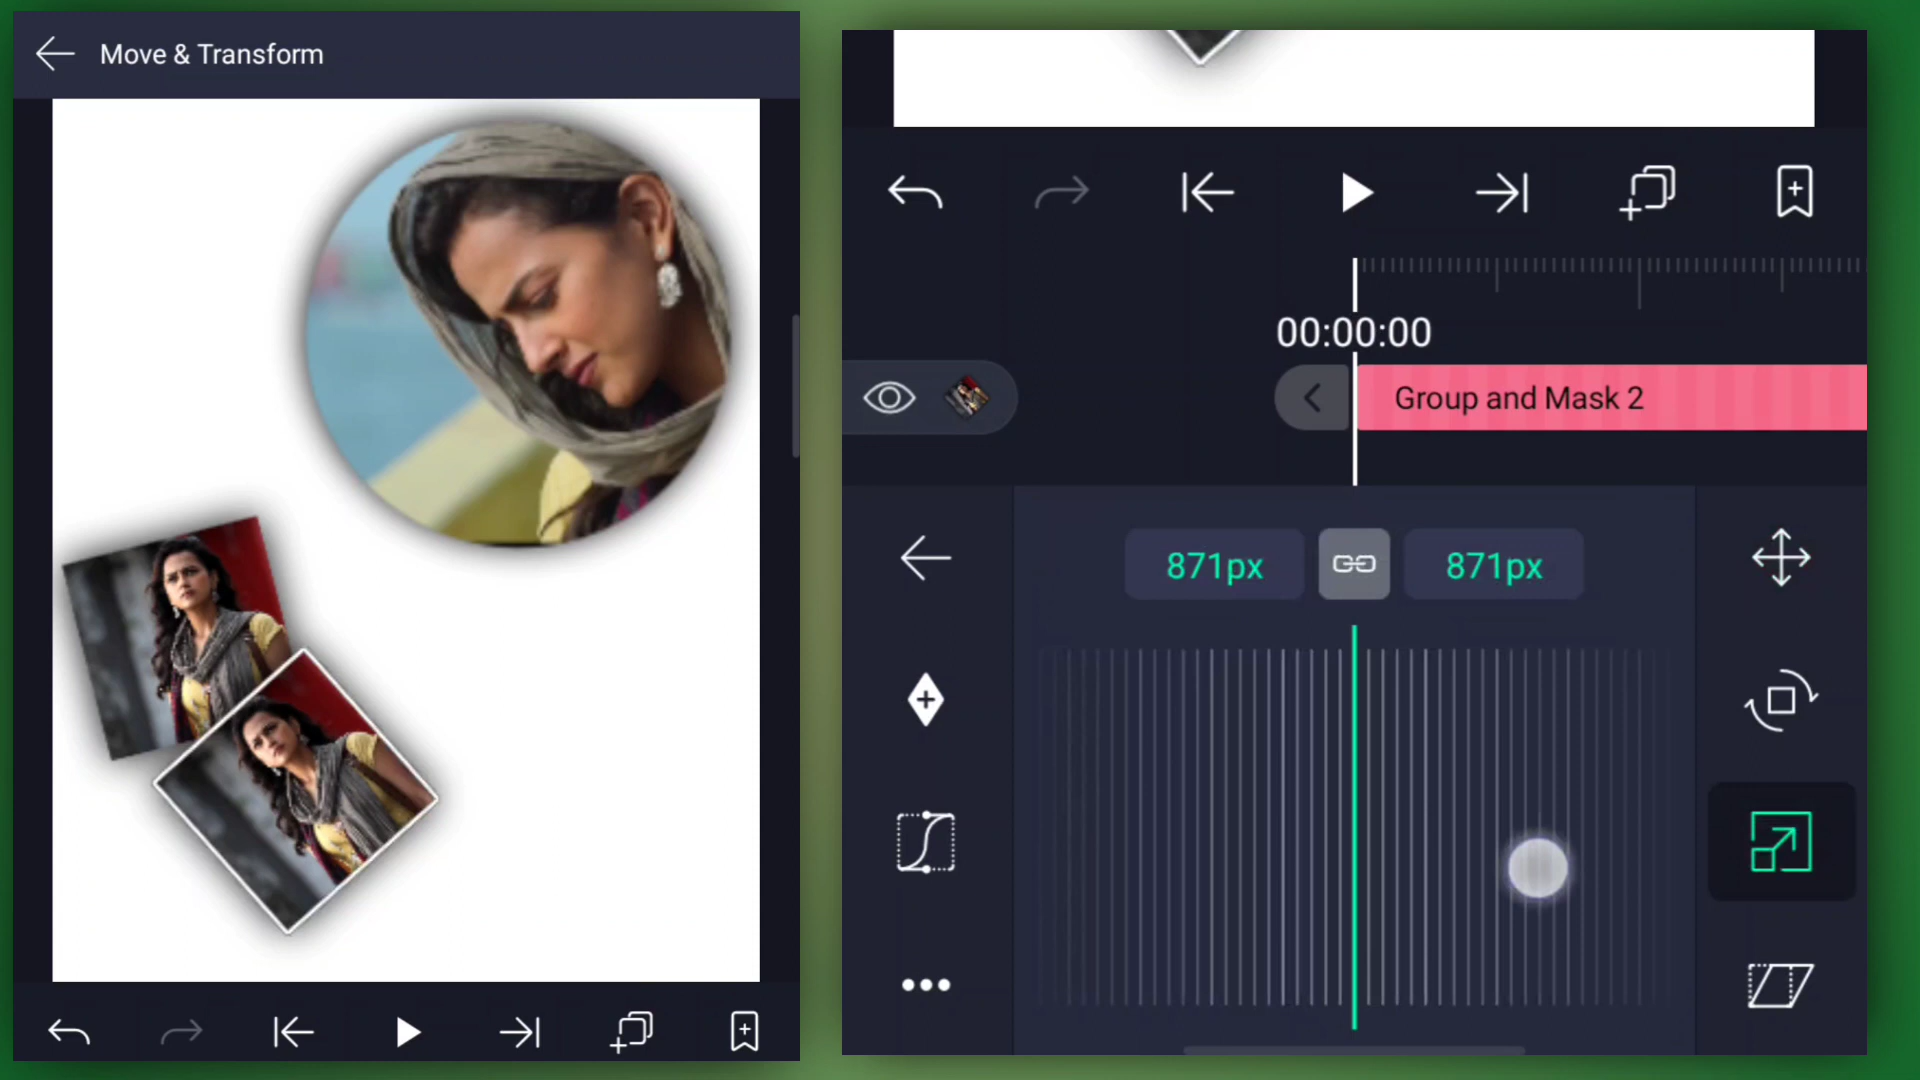 Move & Transform
00:00:00
Group and Mask 2
871px
871px